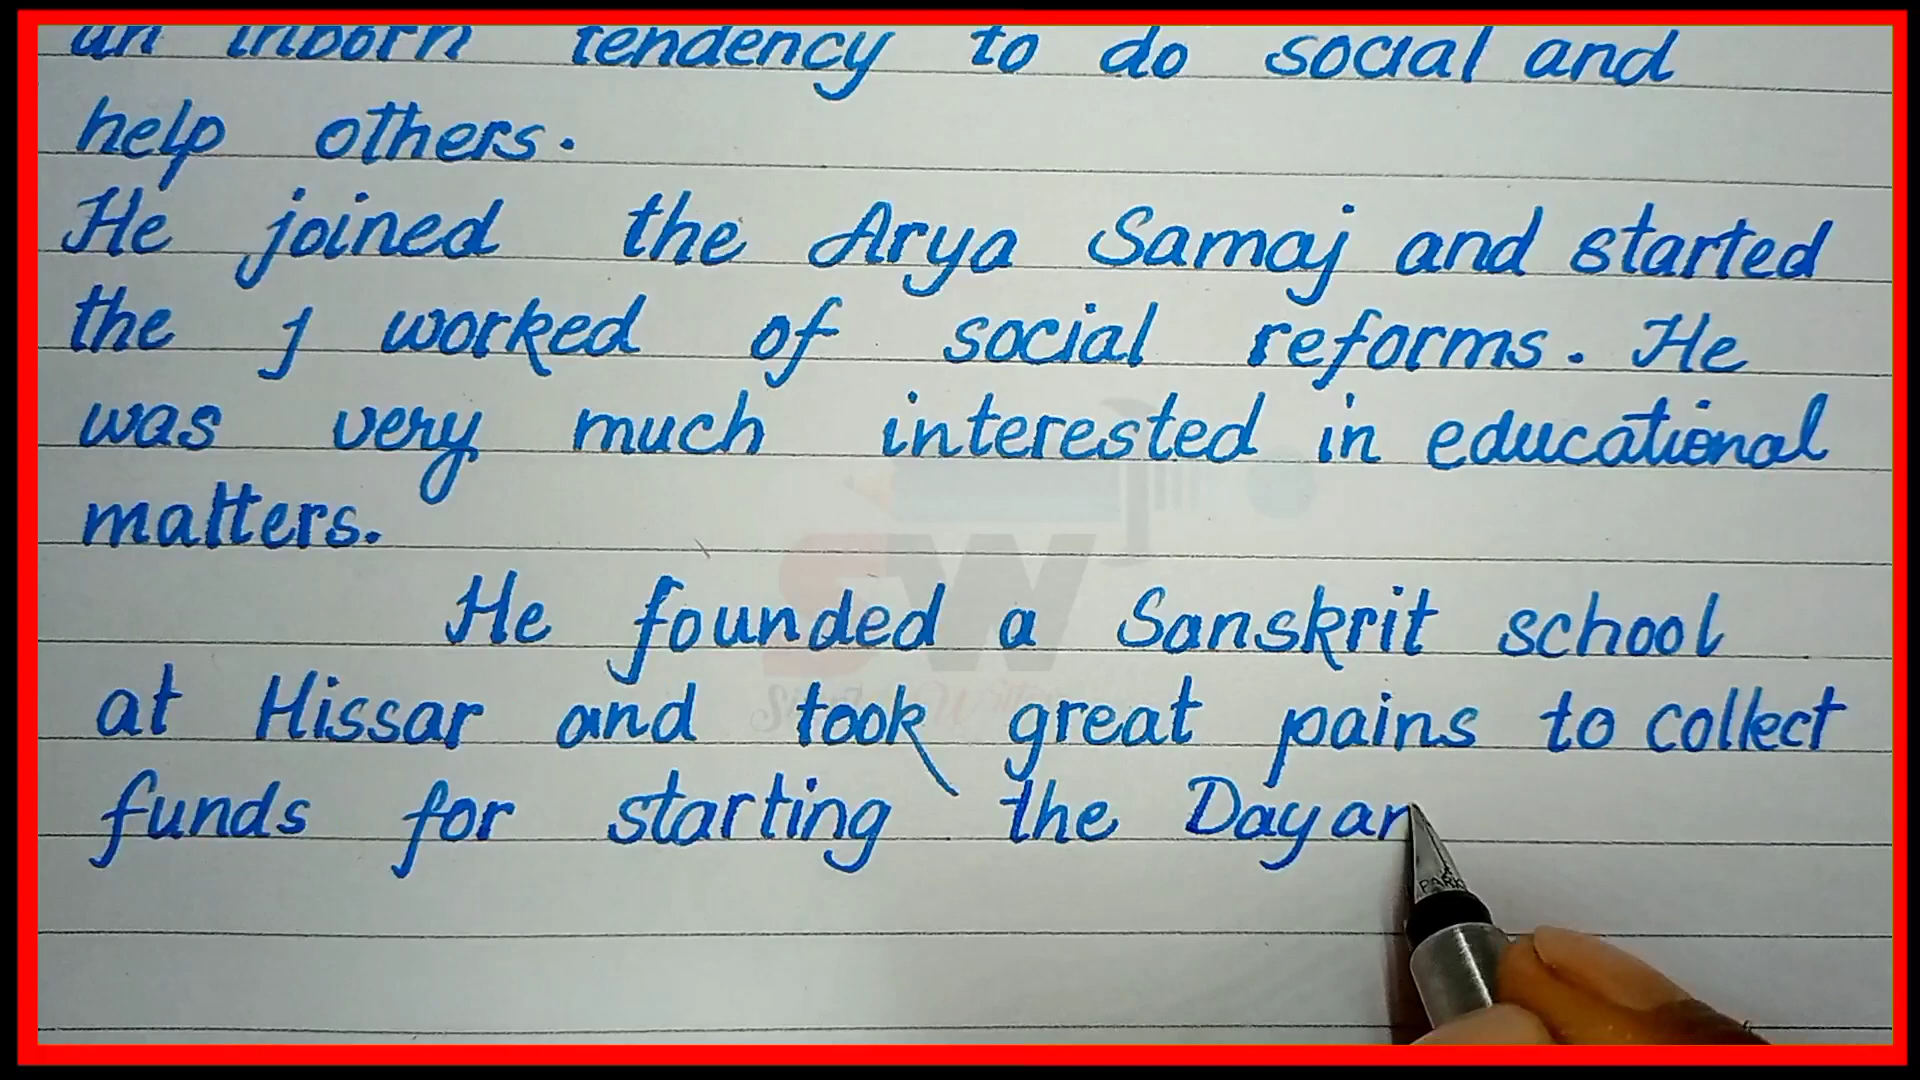 an inborn tendency to do social and
help others.
He joined the Arya Samaj and started
the j worked of social reforms. He
was very much interested in educational
matters.
He founded a Sanskrit school
at Hissar and took great pains to collect
funds for starting the Dayan
SW
PARK